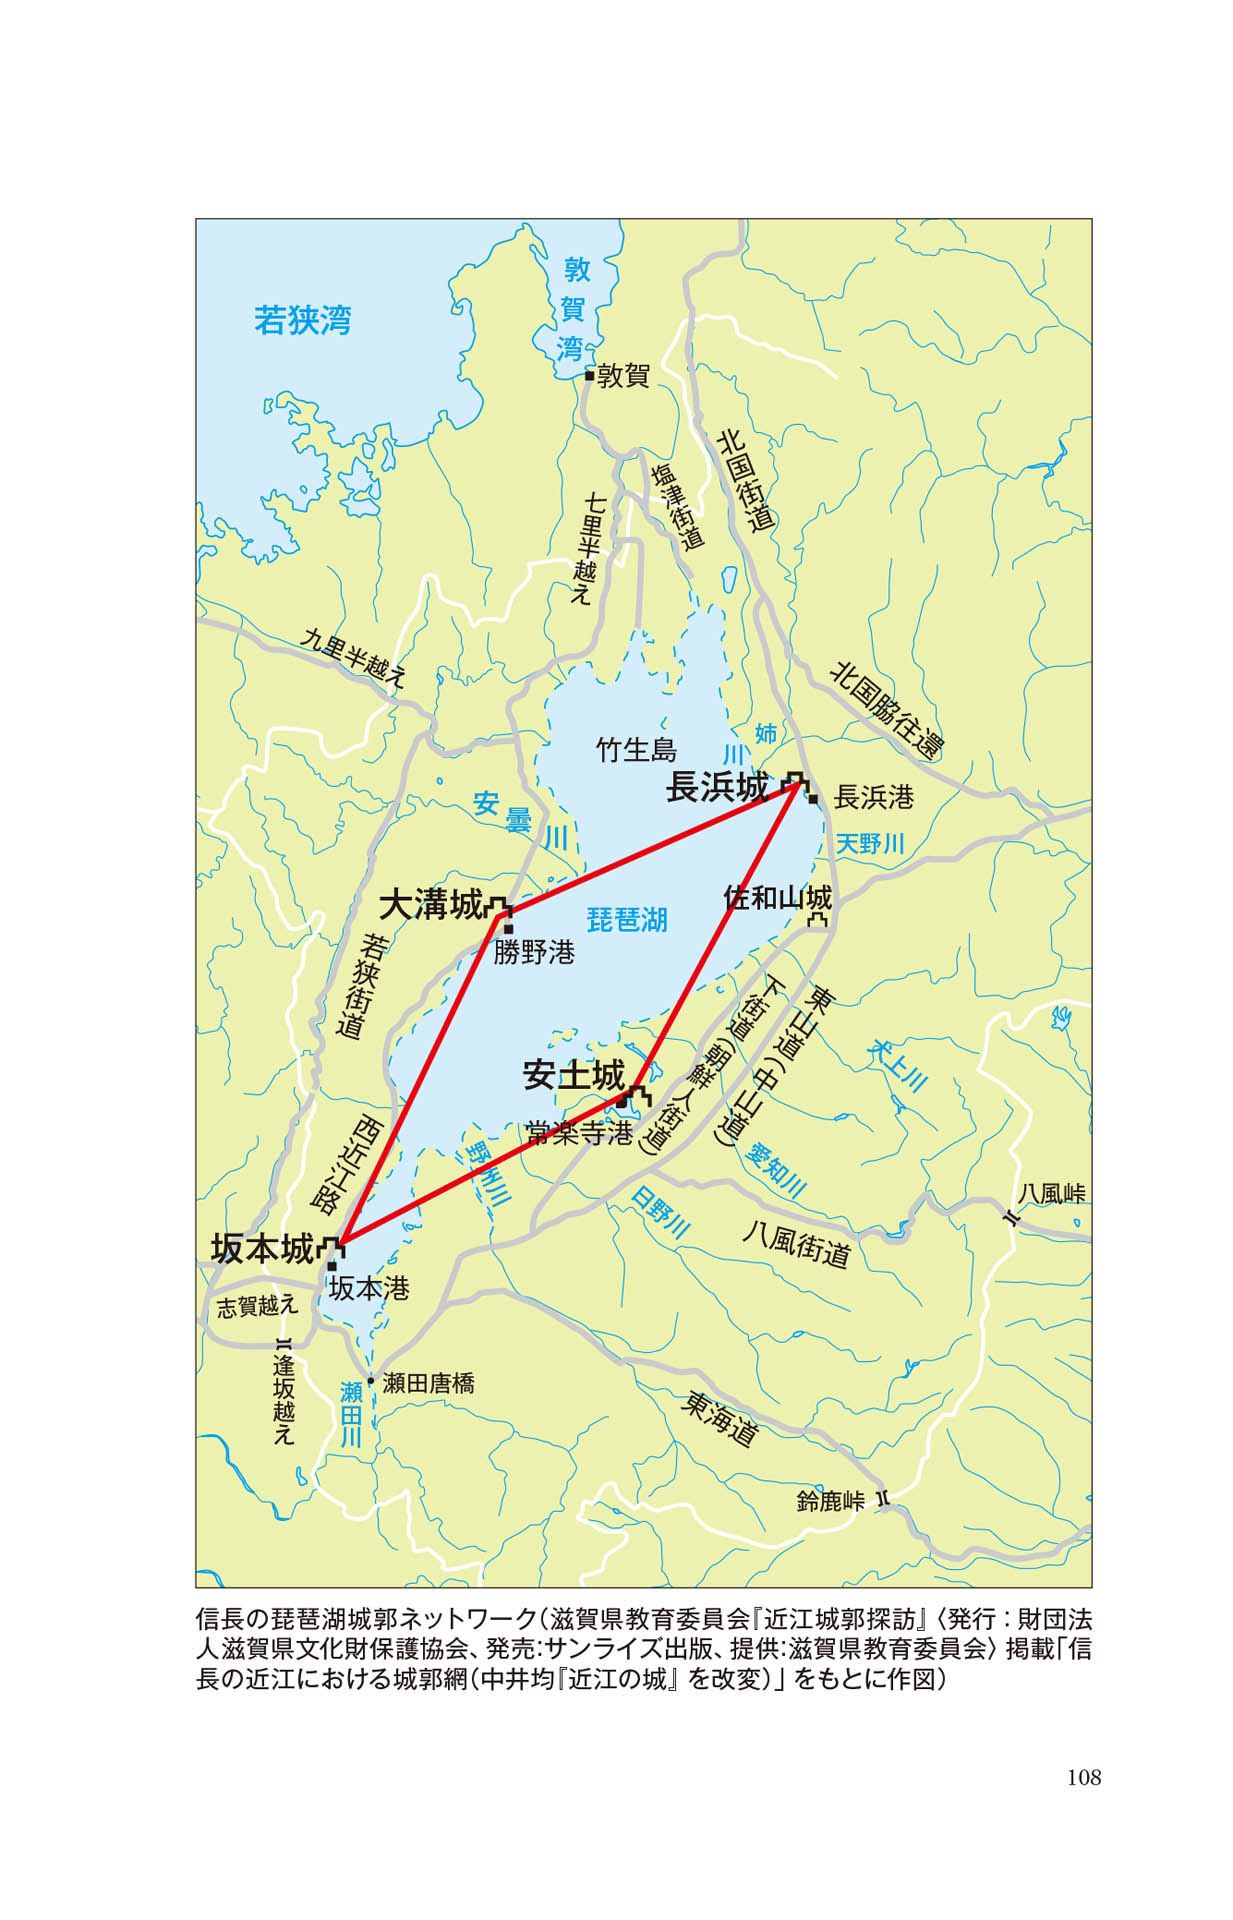 若狭湾
敦賀湾
敦賀
北国街道
塩津街道
七里半越え
九里半越え
北国脇往還
竹生島
姉川
長浜城
長浜港
安曇川
天野川
大溝城
佐和山城
琵琶湖
勝野港
若狭街道
下街道(朝鮮人街道)
東山道(中山道)
犬上川
安土城
常楽寺港
西近江路
野州川
愛知川
日野川
八風峠
八風街道
坂本城
坂本港
志賀越え
逢坂越え
瀬田唐橋
瀬田川
東海道
鈴鹿峠
信長の琵琶湖城郭ネットワーク(滋賀県教育委員会『近江城郭探訪』〈発行:財団法
人滋賀県文化財保護協会、発売:サンライズ出版、提供:滋賀県教育委員会〉掲載「信
長の近江における城郭網(中井均『近江の城』を改変)」をもとに作図)
108